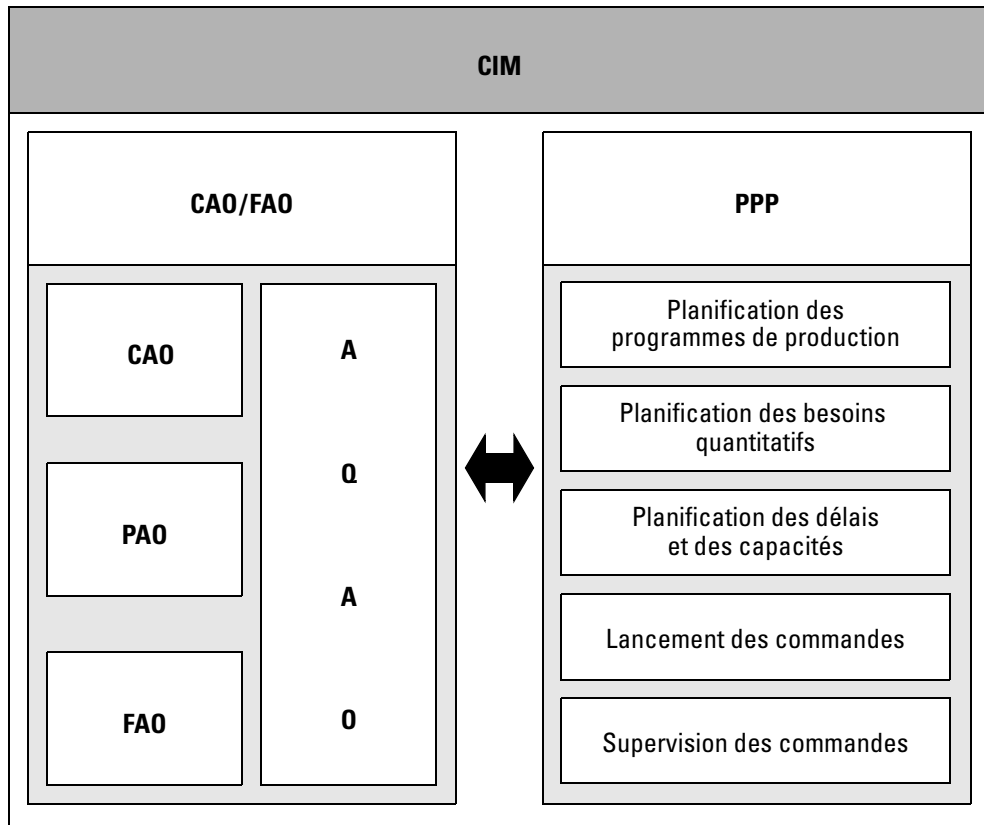 CIM
CAO/FAO
CAO
PAO
FAO
A
Q
A
O
PPP
Planification des
programmes de production
Planification des besoins
quantitatifs
Planification des délais
et des capacités
Lancement des commandes
Supervision des commandes